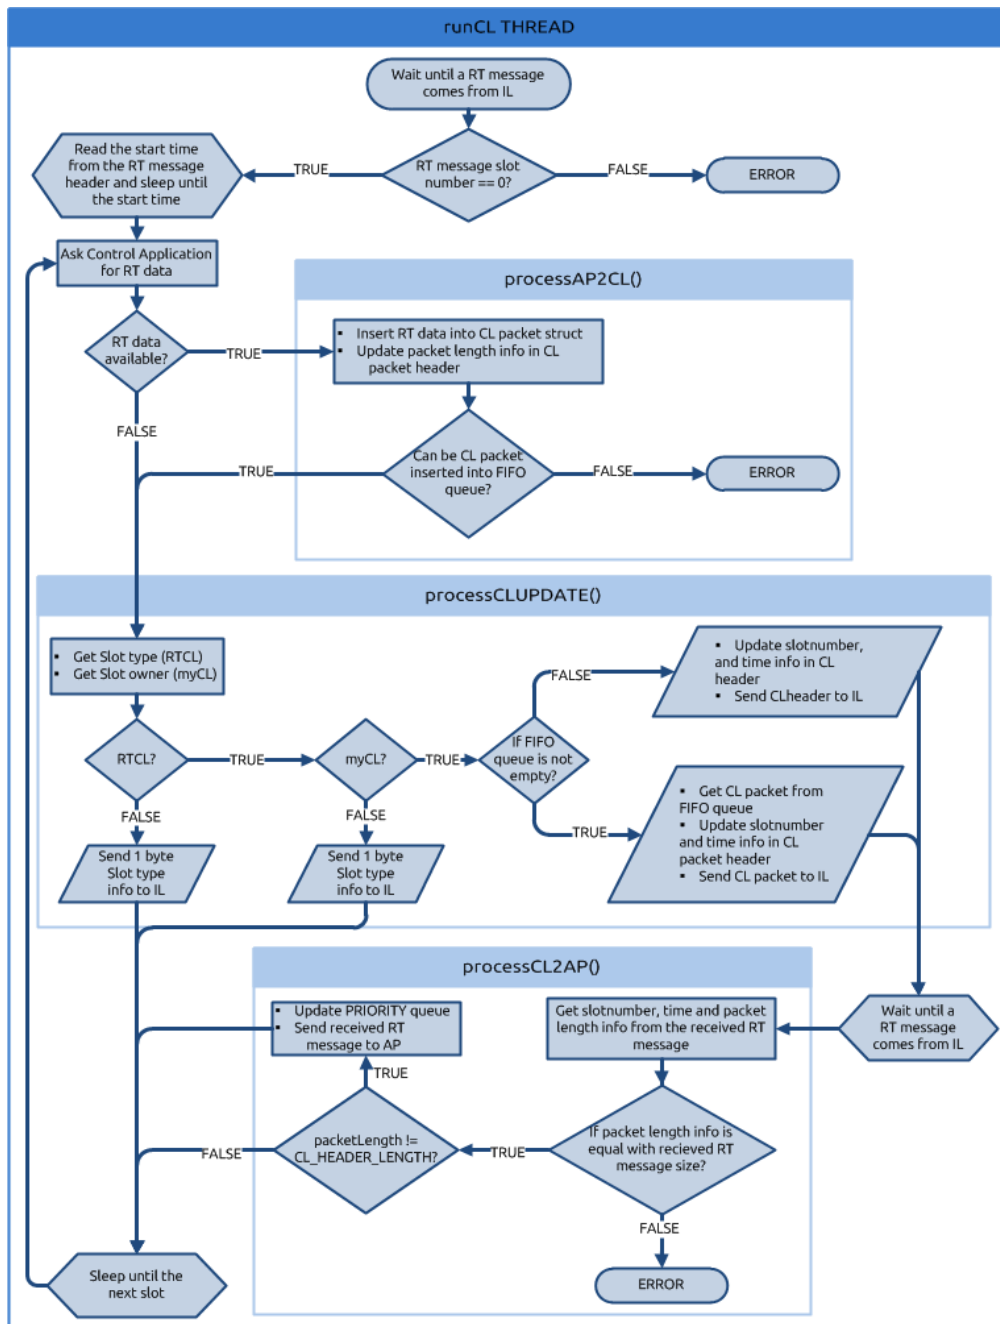 runCL THREAD
Wait until a RT message
comes from IL
RT message slot
number == 0?
TRUE
FALSE
ERROR
Read the start time
from the RT message
header and sleep until
the start time
Ask Control Application
for RT data
RT data
available?
TRUE
FALSE
processAP2CL()
▪ Insert RT data into CL packet struct
▪ Update packet length info in CL
packet header
Can be CL packet
inserted into FIFO
queue?
TRUE
FALSE
ERROR
processCLUPDATE()
▪ Get Slot type (RTCL)
▪ Get Slot owner (myCL)
RTCL?
TRUE
FALSE
Send 1 byte
Slot type
info to IL
myCL?
TRUE
FALSE
Send 1 byte
Slot type
info to IL
If FIFO
queue is not
empty?
FALSE
▪ Update slotnumber,
and time info in CL
header
▪ Send CLheader to IL
TRUE
▪ Get CL packet from
FIFO queue
▪ Update slotnumber
and time info in CL
packet header
▪ Send CL packet to IL
Wait until a
RT message
comes from IL
processCL2AP()
Get slotnumber, time and packet
length info from the received RT
message
If packet length info is
equal with recieved RT
message size?
TRUE
FALSE
ERROR
packetLength !=
CL_HEADER_LENGTH?
TRUE
FALSE
▪ Update PRIORITY queue
▪ Send received RT
message to AP
Sleep until the
next slot